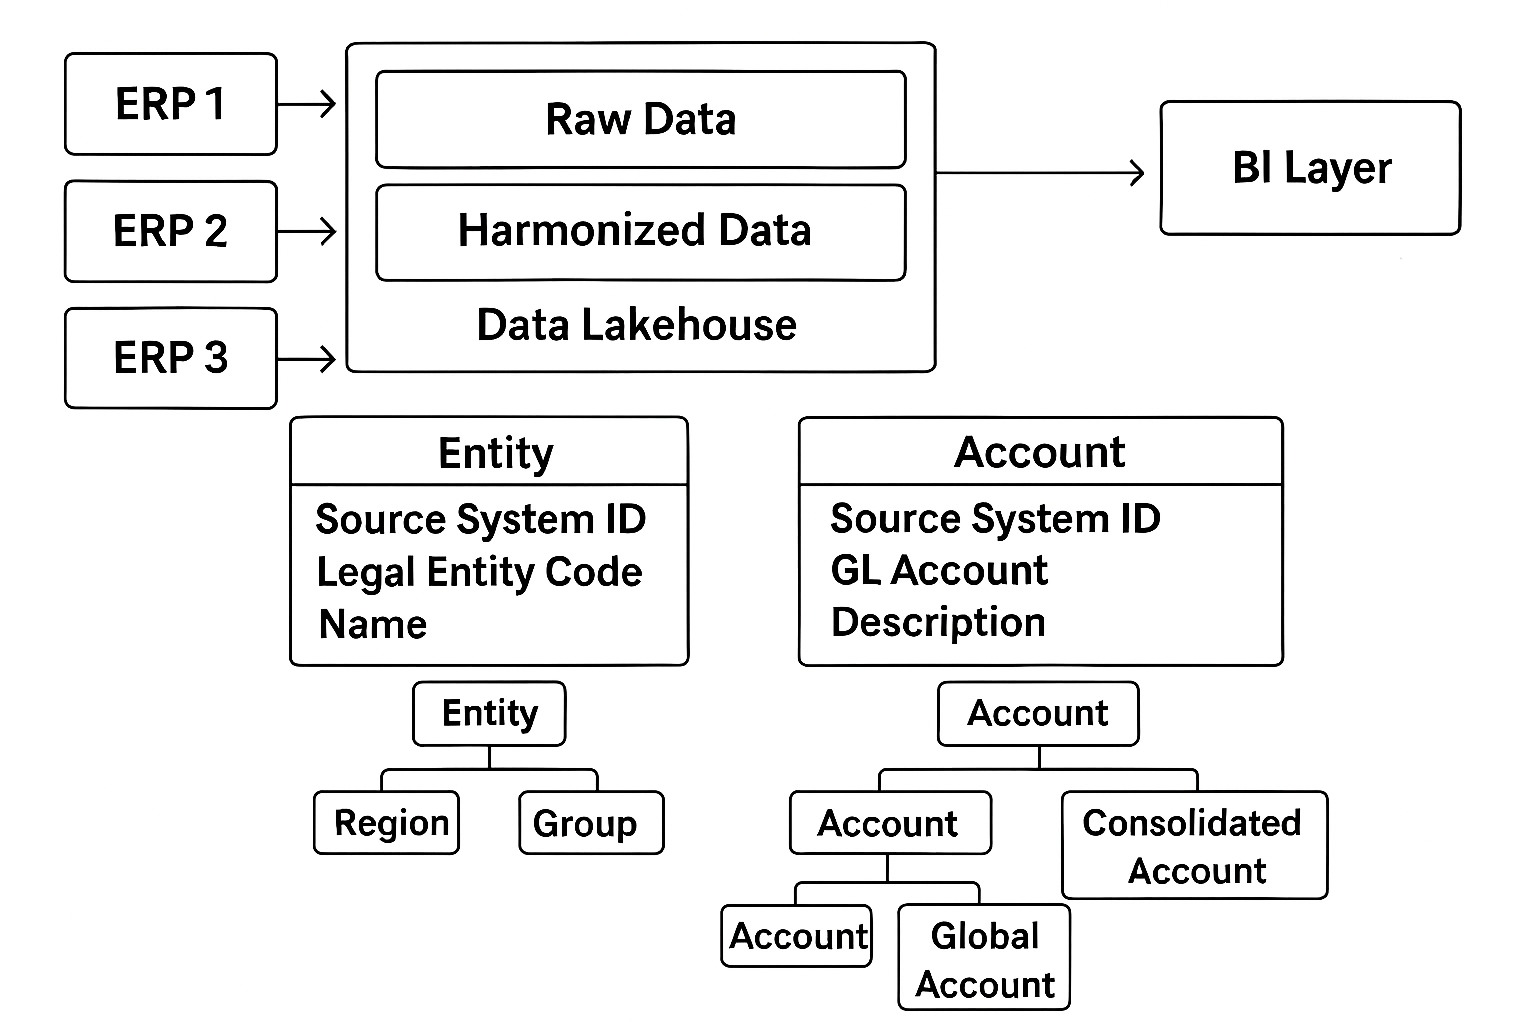 ERP 1
ERP 2
ERP 3
Raw Data
Harmonized Data
Data Lakehouse
BI Layer
Entity
Source System ID
Legal Entity Code
Name
Account
Source System ID
GL Account
Description
Entity
Region
Group
Account
Account
Consolidated
Account
Account
Global
Account